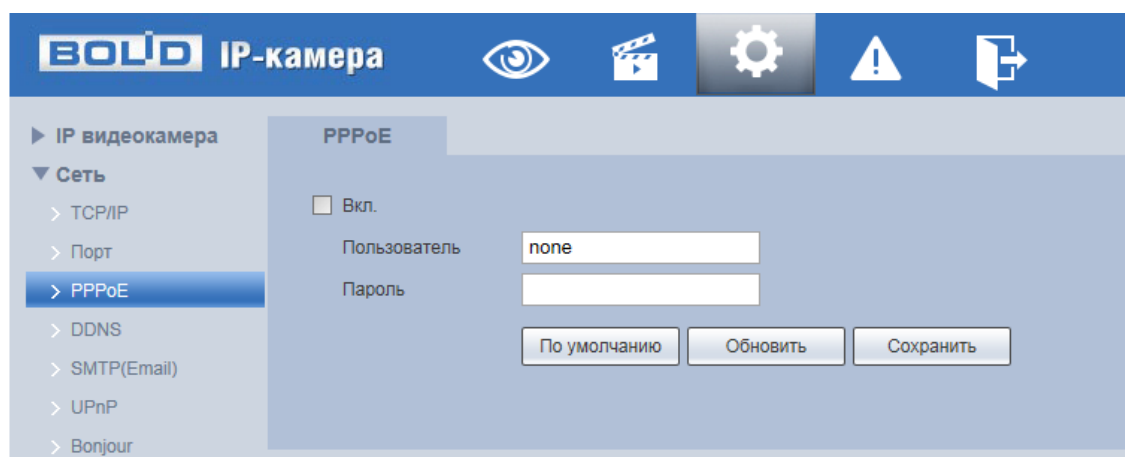 BOLID IP-камера
IP видеокамера
Сеть
TCP/IP
Порт
PPPoE
DDNS
SMTP(Email)
UPnP
Bonjour
PPPoE
Вкл.
Пользователь none
Пароль
По умолчанию Обновить Сохранить